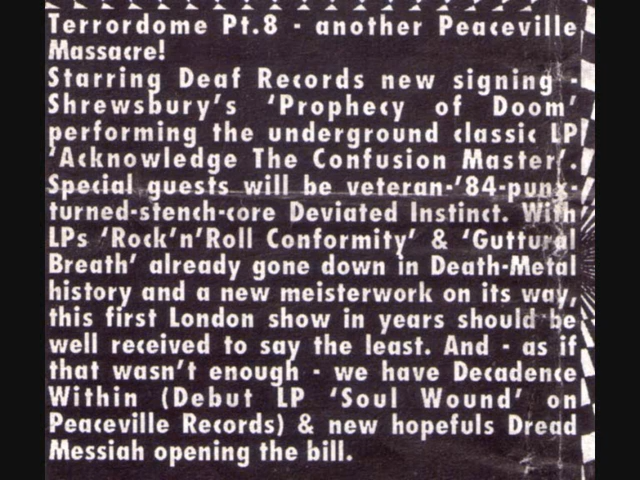 Terrordome Pt.8 - another Peaceville
Massacre!
Starring Deaf Records new signing -
Shrewsbury's 'Prophecy of Doom'
performing the underground classic LP
'Acknowledge The Confusion Master'.
Special guests will be veteran-'84-punx-
turned-stench-core Deviated Instinct. With
LPs 'Rock'n'Roll Conformity' & 'Guttural
Breath' already gone down in Death-Metal
history and a new meisterwork on its way,
this first London show in years should be
well received to say the least. And - as if
that wasn't enough - we have Decadence
Within (Debut LP 'Soul Wound' on
Peaceville Records) & new hopefuls Dread
Messiah opening the bill.